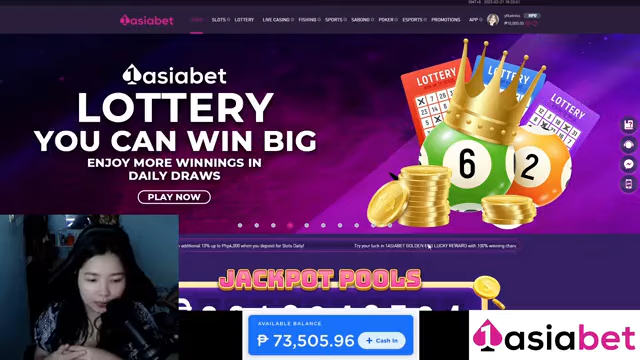 1asiabet
SLOTS
LOTTERY
LIVE CASINO
FISHING
SPORTS
SABONG
POKER
ESPORTS
PROMOTIONS
APP
1asiabet
LOTTERY
YOU CAN WIN BIG
ENJOY MORE WINNINGS IN
DAILY DRAWS
PLAY NOW
LOTTERY
LOTTERY
LOTTERY
6
2
additional 10% up to Php4,000 when you deposit for Slots Daily!
Try your luck in 1ASIABET GOLDEN EGG LUCKY REWARD with 100% winning chanc
JACKPOT POOLS
AVAILABLE BALANCE
₱ 73,505.96
+ Cash In
1asiabet